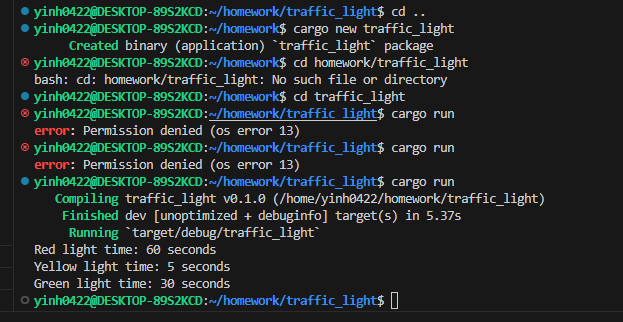 yinh0422@DESKTOP-89S2KCD:~/homework/traffic_light$ cd ..
yinh0422@DESKTOP-89S2KCD:~/homework$ cargo new traffic_light
Created binary (application) `traffic_light` package
yinh0422@DESKTOP-89S2KCD:~/homework$ cd homework/traffic_light
bash: cd: homework/traffic_light: No such file or directory
yinh0422@DESKTOP-89S2KCD:~/homework$ cd traffic_light
yinh0422@DESKTOP-89S2KCD:~/homework/traffic_light$ cargo run
error: Permission denied (os error 13)
yinh0422@DESKTOP-89S2KCD:~/homework/traffic_light$ cargo run
error: Permission denied (os error 13)
yinh0422@DESKTOP-89S2KCD:~/homework/traffic_light$ cargo run
Compiling traffic_light v0.1.0 (/home/yinh0422/homework/traffic_light)
Finished dev [unoptimized + debuginfo] target(s) in 5.37s
Running `target/debug/traffic_light`
Red light time: 60 seconds
Yellow light time: 5 seconds
Green light time: 30 seconds
yinh0422@DESKTOP-89S2KCD:~/homework/traffic_light$